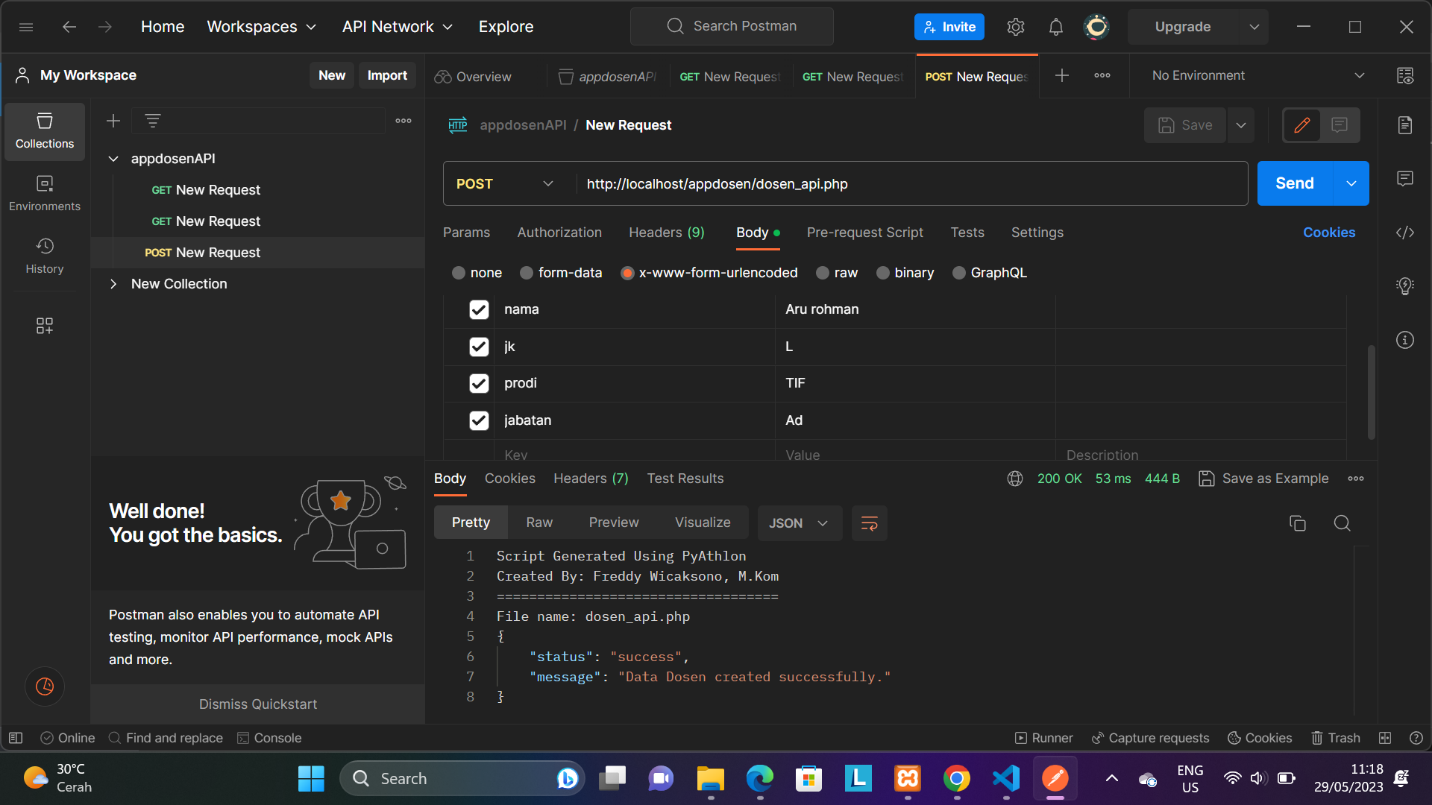 Home Workspaces API Network Explore Search Postman Invite Upgrade
My Workspace New Import
Overview appdosenAPI GET New Request GET New Request POST New Reques No Environment
Collections
Environments
History
appdosenAPI
GET New Request
GET New Request
POST New Request
New Collection
HTTP appdosenAPI / New Request Save
POST http://localhost/appdosen/dosen_api.php Send
Params Authorization Headers (9) Body Pre-request Script Tests Settings Cookies
none form-data x-www-form-urlencoded raw binary GraphQL
nama Aru rohman
jk L
prodi TIF
jabatan Ad
Key Value Description
Body Cookies Headers (7) Test Results 200 OK 53 ms 444 B Save as Example
Pretty Raw Preview Visualize JSON
1 Script Generated Using PyAthlon
2 Created By: Freddy Wicaksono, M.Kom
3 ===================================
4 File name: dosen_api.php
5 {
6 "status": "success",
7 "message": "Data Dosen created successfully."
8 }
Well done!
You got the basics.
Postman also enables you to automate API
testing, monitor API performance, mock APIs
and more.
Dismiss Quickstart
Online Find and replace Console Runner Capture requests Cookies Trash
30°C
Cerah
Search
L
ENG
US
11:18
29/05/2023